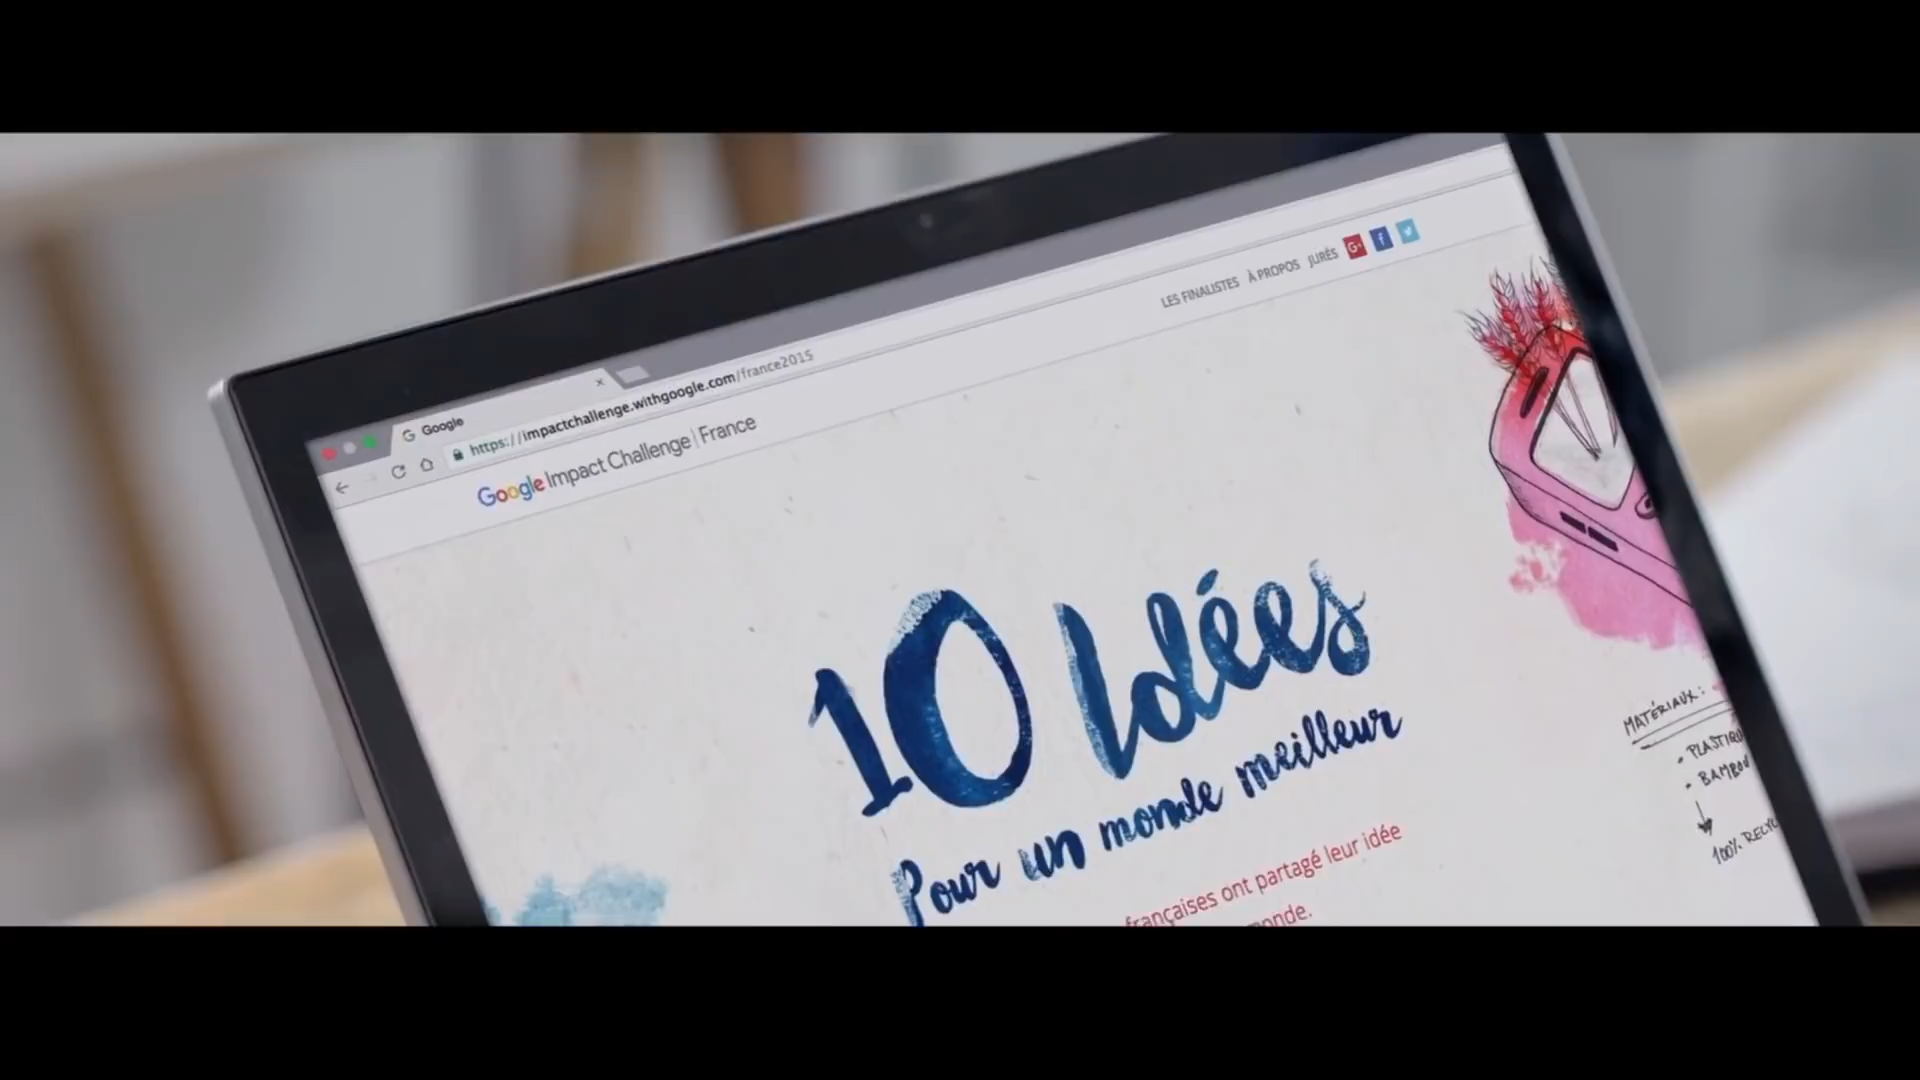 Google
https://impactchallenge.withgoogle.com/france2015
Google Impact Challenge | France
LES FINALISTES À PROPOS JURÉS G+ f
10 Idées
Pour un monde meilleur
françaises ont partagé leur idée
monde.
MATÉRIAUX:
- PLASTIQU
- BAMBOU
100% RECYC